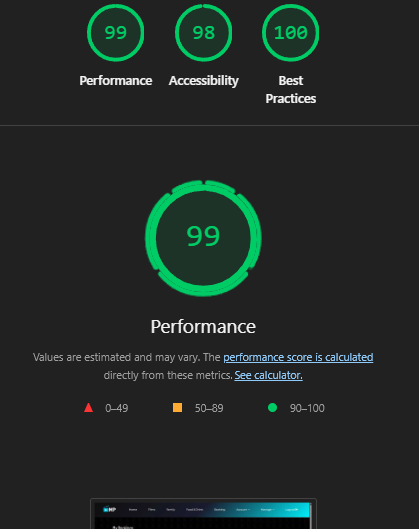 99
98
100
Performance
Accessibility
Best
Practices
99
Performance
Values are estimated and may vary. The performance score is calculated
directly from these metrics. See calculator.
0–49
50–89
90–100